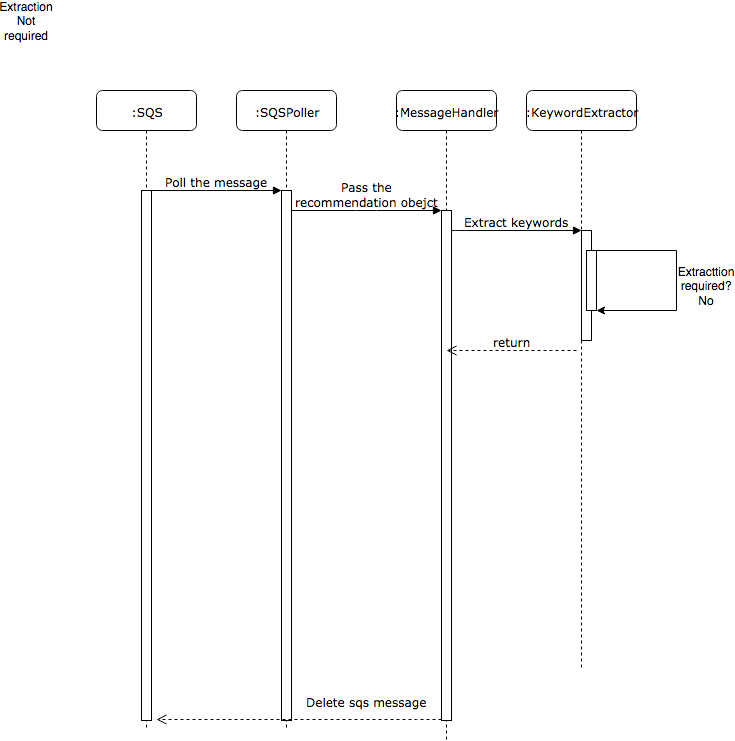 Extraction
Not
required
:SQS
:SQSPoller
:MessageHandler
:KeywordExtractor
Poll the message
Pass the
recommendation obejct
Extract keywords
Extracttion
required?
No
return
Delete sqs message